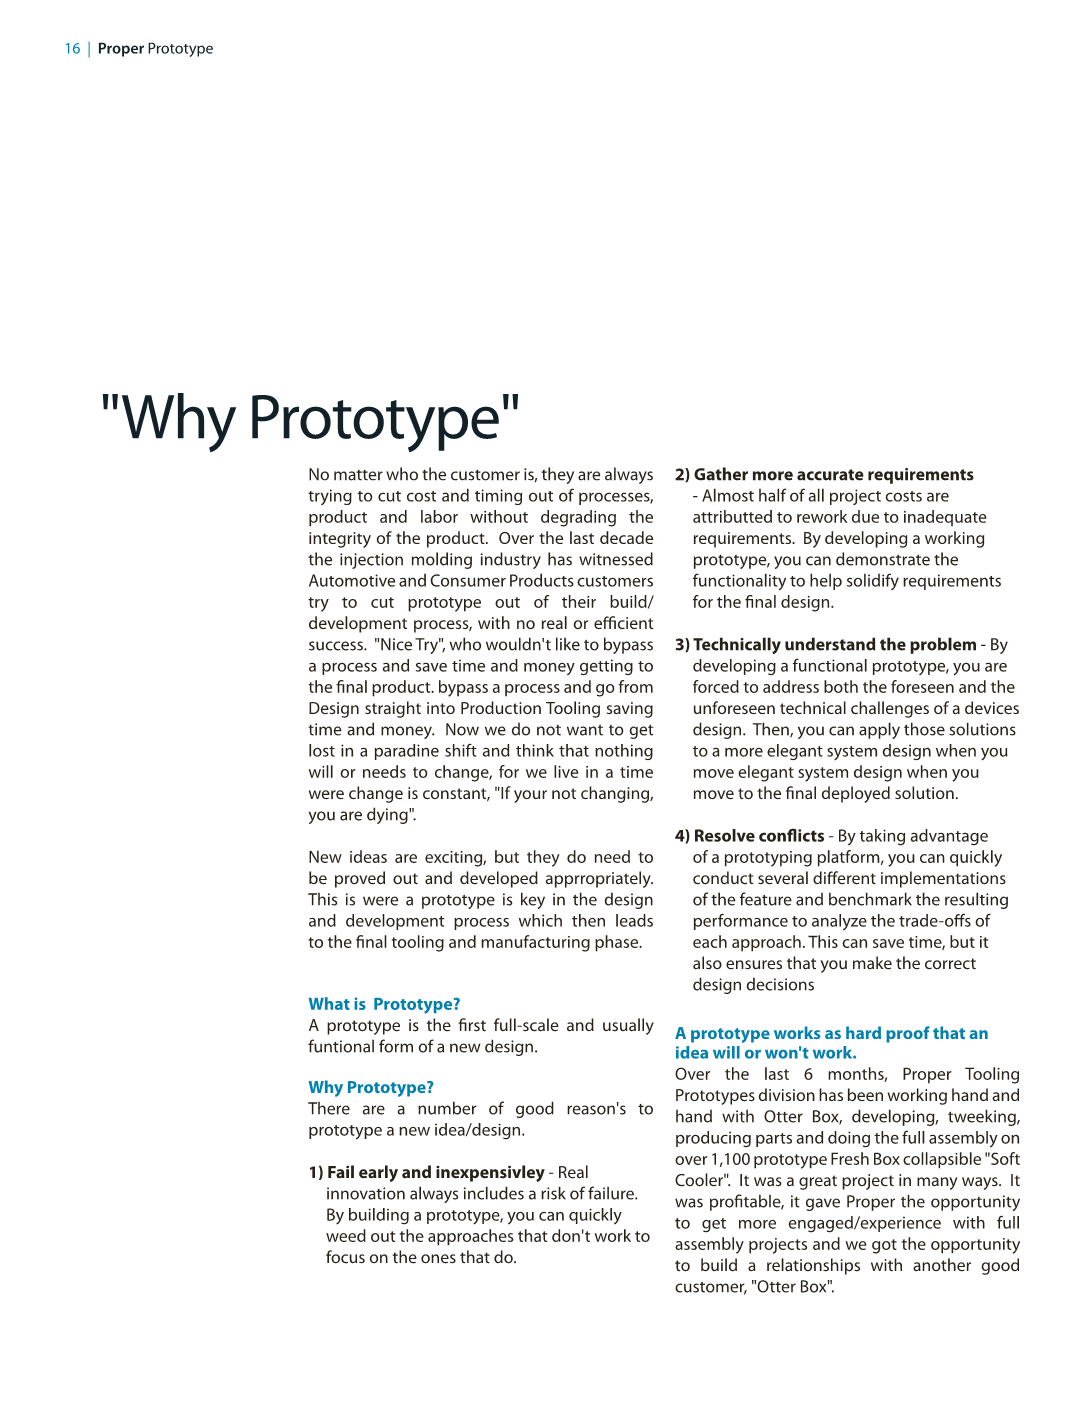 16 | Proper Prototype
"Why Prototype"
No matter who the customer is, they are always
trying to cut cost and timing out of processes,
product and labor without degrading the
integrity of the product.  Over the last decade
the injection molding industry has witnessed
Automotive and Consumer Products customers
try to cut prototype out of their build/
development process, with no real or efficient
success.  "Nice Try", who wouldn't like to bypass
a process and save time and money getting to
the final product. bypass a process and go from
Design straight into Production Tooling saving
time and money.  Now we do not want to get
lost in a paradine shift and think that nothing
will or needs to change, for we live in a time
were change is constant, "If your not changing,
you are dying".
New ideas are exciting, but they do need to
be proved out and developed apprropriately.
This is were a prototype is key in the design
and development process which then leads
to the final tooling and manufacturing phase.
What is  Prototype?
A prototype is the first full-scale and usually
funtional form of a new design.
Why Prototype?
There are a number of good reason's to
prototype a new idea/design.
1) Fail early and inexpensivley - Real
innovation always includes a risk of failure.
By building a prototype, you can quickly
weed out the approaches that don't work to
focus on the ones that do.
2) Gather more accurate requirements
- Almost half of all project costs are
attributted to rework due to inadequate
requirements.  By developing a working
prototype, you can demonstrate the
functionality to help solidify requirements
for the final design.
3) Technically understand the problem - By
developing a functional prototype, you are
forced to address both the foreseen and the
unforeseen technical challenges of a devices
design.  Then, you can apply those solutions
to a more elegant system design when you
move elegant system design when you
move to the final deployed solution.
4) Resolve conflicts - By taking advantage
of a prototyping platform, you can quickly
conduct several different implementations
of the feature and benchmark the resulting
performance to analyze the trade-offs of
each approach. This can save time, but it
also ensures that you make the correct
design decisions
A prototype works as hard proof that an
idea will or won't work.
Over the last 6 months, Proper Tooling
Prototypes division has been working hand and
hand with Otter Box, developing, tweeking,
producing parts and doing the full assembly on
over 1,100 prototype Fresh Box collapsible "Soft
Cooler".  It was a great project in many ways.  It
was profitable, it gave Proper the opportunity
to get more engaged/experience with full
assembly projects and we got the opportunity
to build a relationships with another good
customer, "Otter Box".